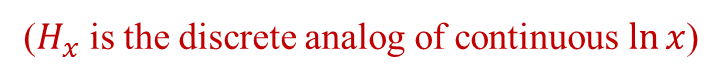 (Hₓ is the discrete analog of continuous ln x)